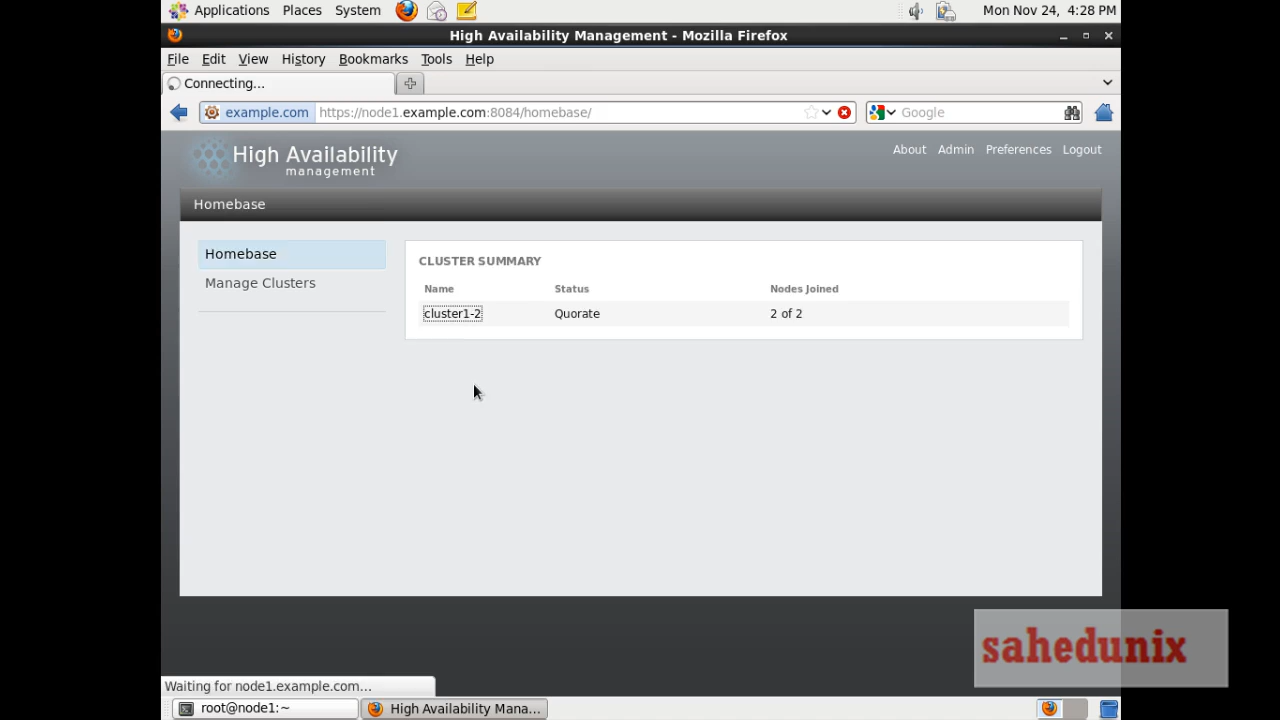 Applications Places System Mon Nov 24, 4:28 PM
High Availability Management - Mozilla Firefox
File Edit View History Bookmarks Tools Help
Connecting...
example.com https://node1.example.com:8084/homebase/ Google
High Availability
management
About Admin Preferences Logout
Homebase
Homebase
Manage Clusters
CLUSTER SUMMARY
Name Status Nodes Joined
cluster1-2 Quorate 2 of 2
sahedunix
Waiting for node1.example.com...
root@node1:~ High Availability Mana...